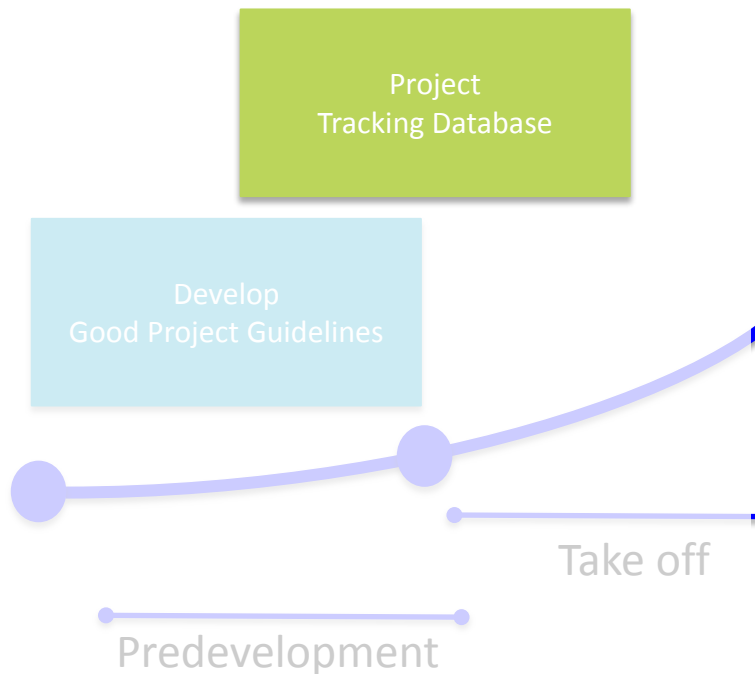 Project
Tracking Database
Develop
Good Project Guidelines
Take off
Predevelopment